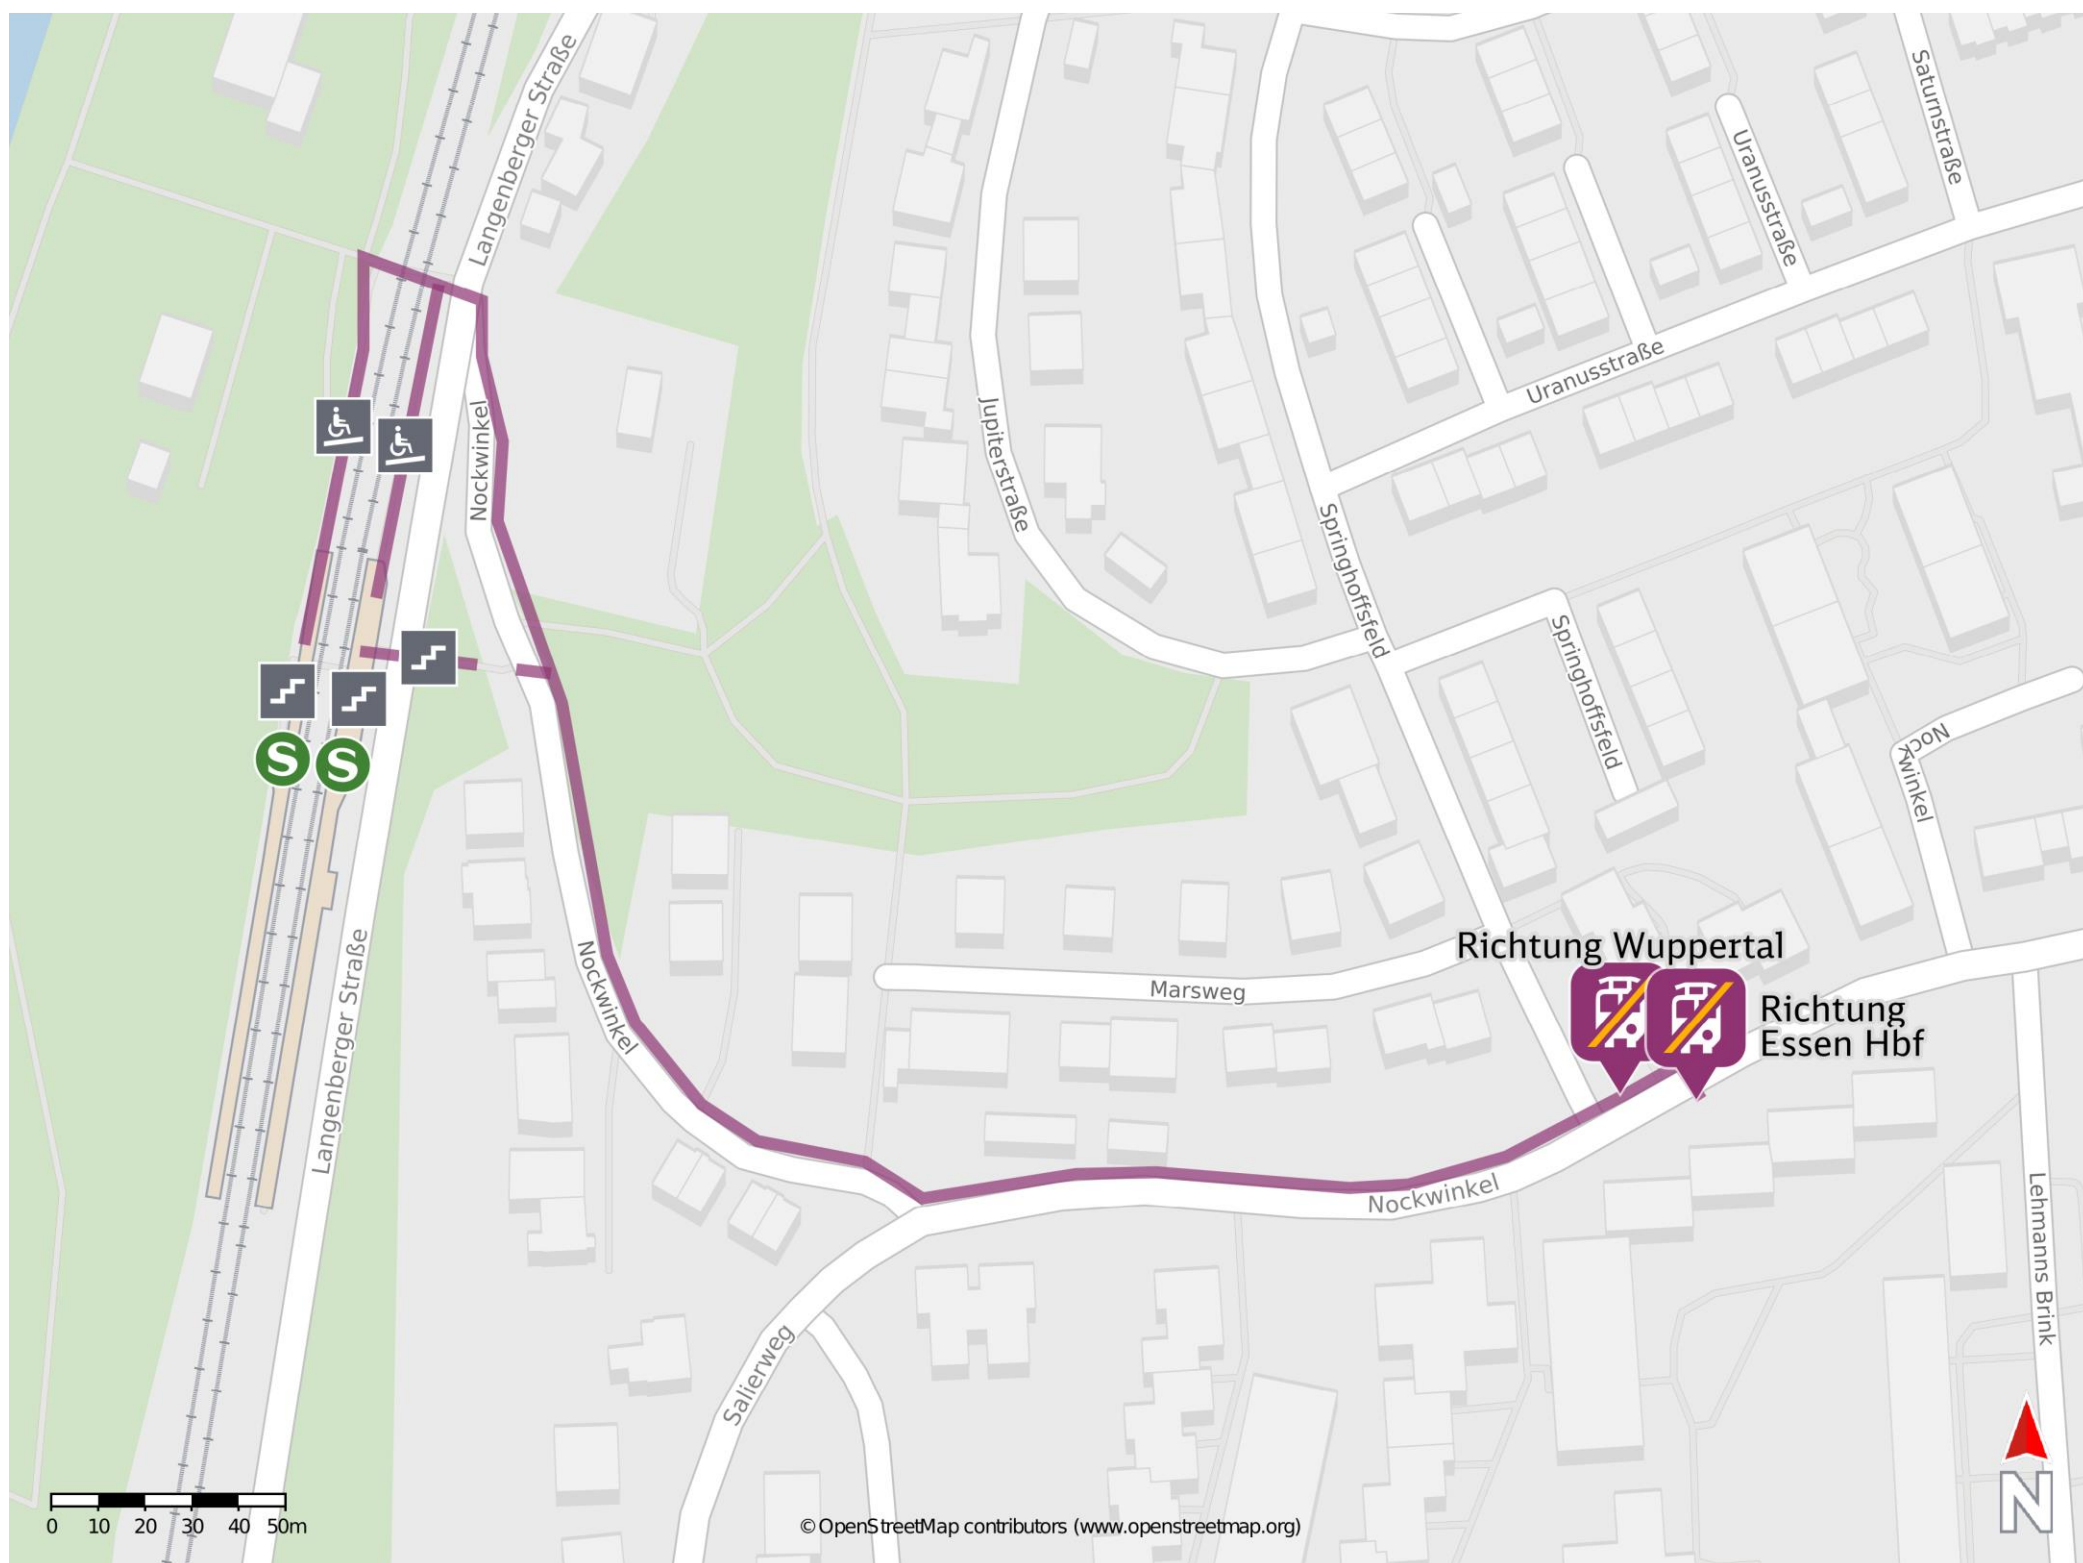 Langenberger Straße
Saturnstraße
Uranusstraße
Uranusstraße
Nockwinkel
Jupiterstraße
Springhoffsfeld
Springhoffsfeld
Nockwinkel
S
S
Langenberger Straße
Nockwinkel
Marsweg
Richtung Wuppertal
Richtung
Essen Hbf
Nockwinkel
Lehmanns Brink
Salierweg
0 10 20 30 40 50m
© OpenStreetMap contributors (www.openstreetmap.org)
N